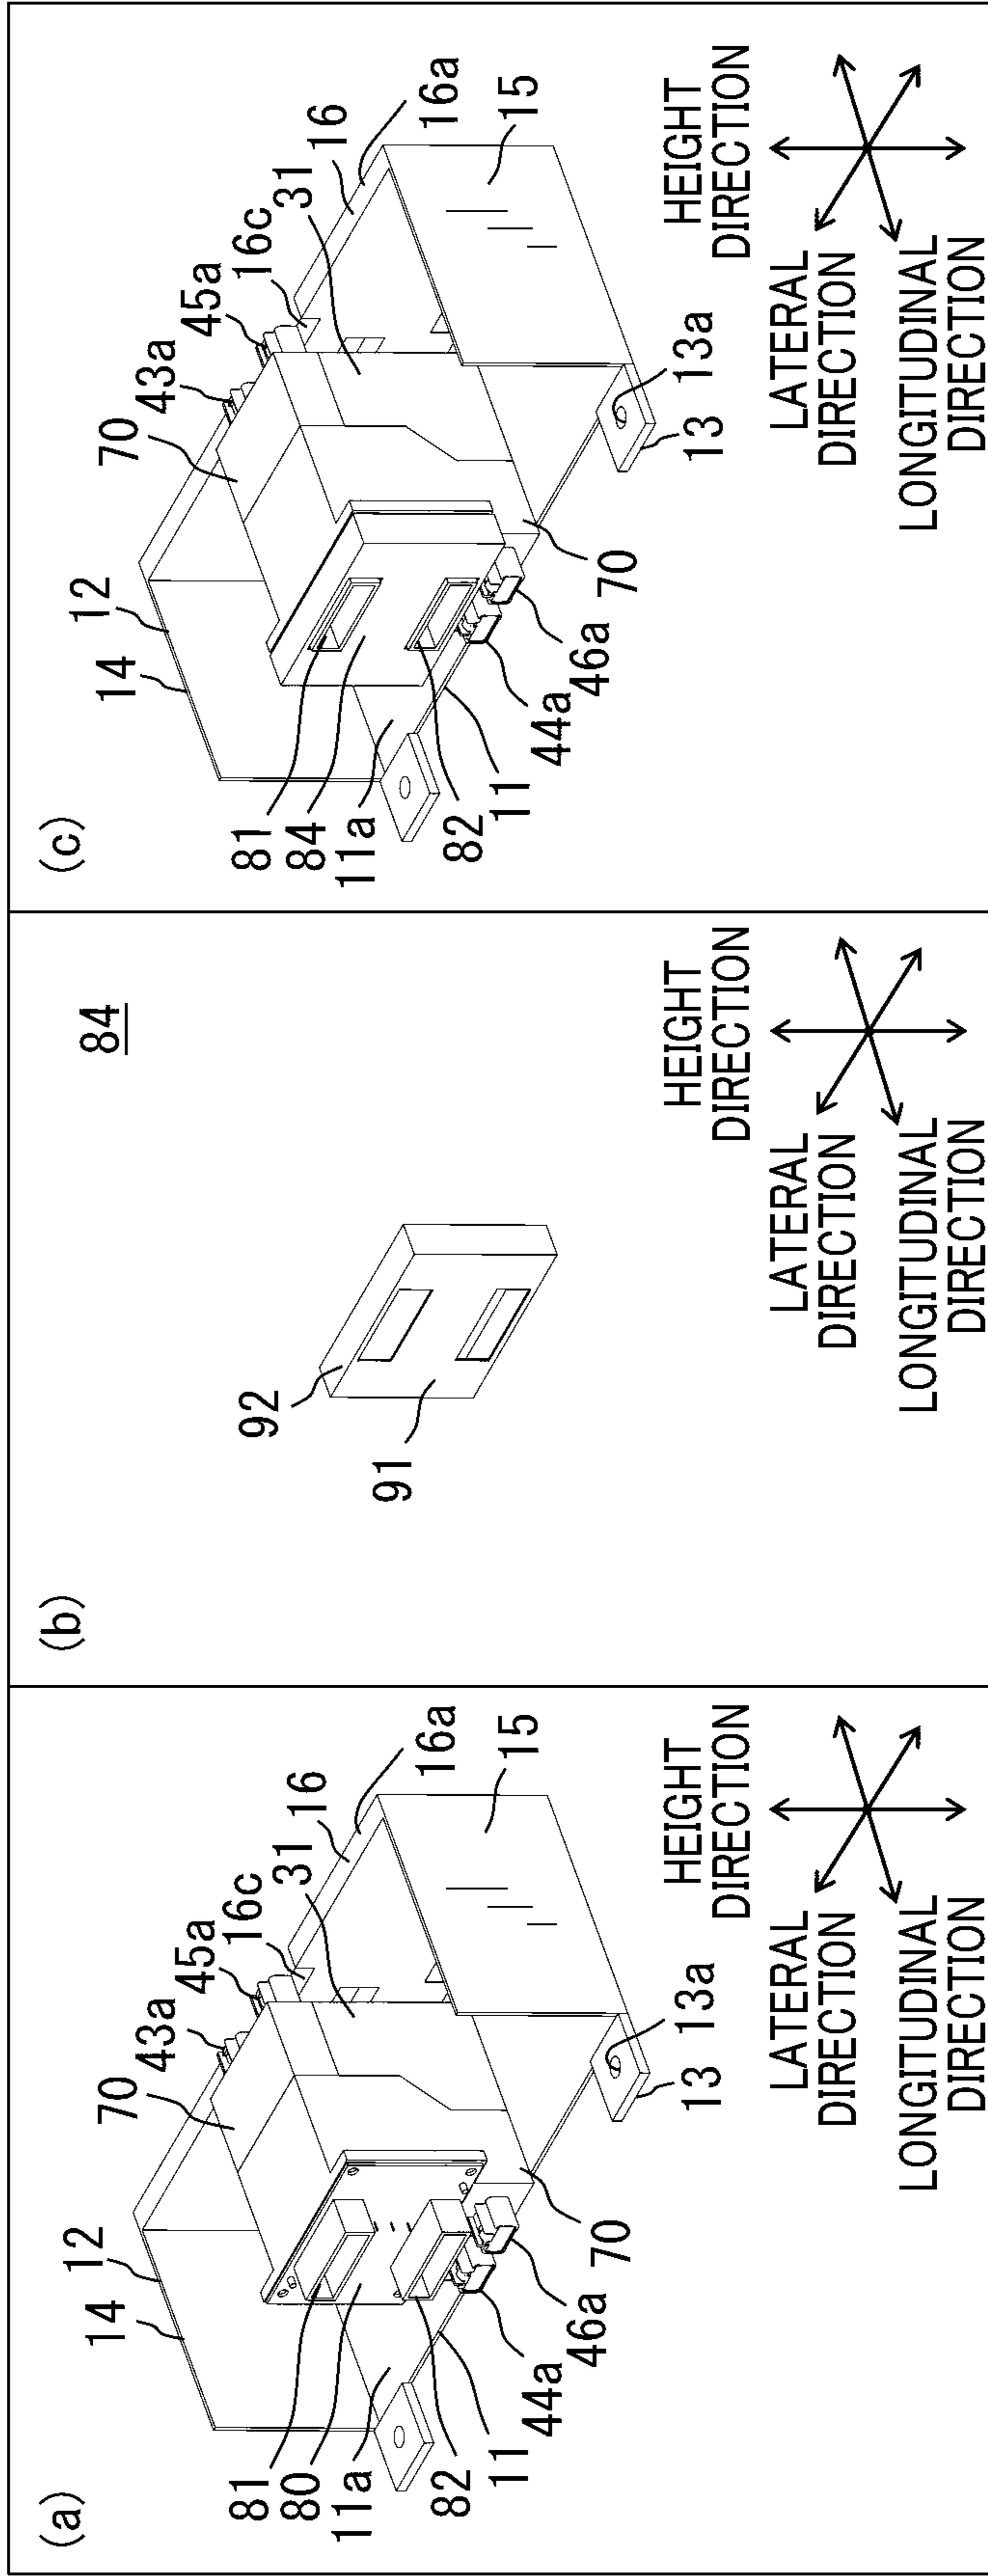 (a)
14
12
70
43a
45a
16c
31
16
16a
15
81
80
11a
82
11
44a
46a
70
13
13a
HEIGHT
DIRECTION
LATERAL
DIRECTION
LONGITUDINAL
DIRECTION
(b)
84
92
91
HEIGHT
DIRECTION
LATERAL
DIRECTION
LONGITUDINAL
DIRECTION
(c)
14
12
70
43a
45a
16c
31
16
16a
15
81
84
11a
82
11
44a
46a
70
13
13a
HEIGHT
DIRECTION
LATERAL
DIRECTION
LONGITUDINAL
DIRECTION